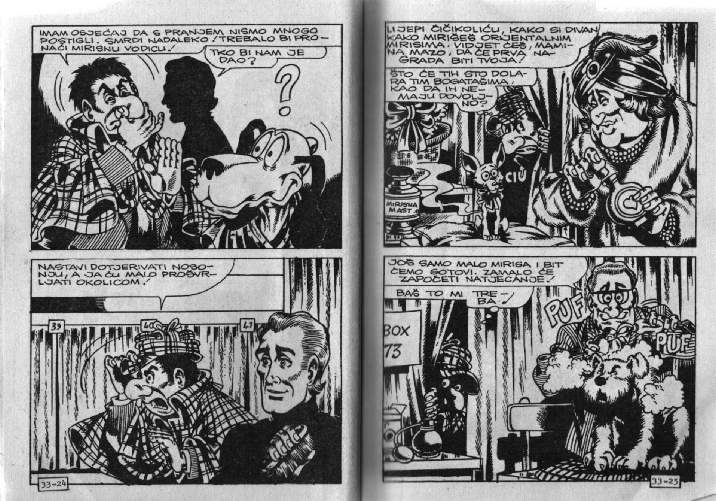 IMAM OSJEĆAJ DA S PRANJEM NISMO MNOGO
POSTIGLI. SMRDI NADALEKO! TREBALO BI PRO-
NAĆI MIRISNU VODICU!
TKO BI NAM JE
DAO?
?
NASTAVI DOTJERIVATI NOSO-
NJU, A JA ĆU MALO PROŠVR-
LJATI OKOLICOM!
39
40
41
33-24
LIJEPI ČIČIKOLIĆU, KAKO SI DIVAN
KAKO MIRIŠEŠ ORIJENTALNIM
MIRISIMA. VIDJET ĆEŠ, MAMI-
NA MAZO, DA ĆE PRVA NA-
GRADA BITI TVOJA!
ŠTO ĆE TIH STO DOLA-
RA TIM BOGATAŠIMA,
KAO DA IH NE-
MAJU DOVOLJ-
NO?
CIU
MIRISNA
MAST
JOŠ SAMO MALO MIRISA I BIT
ĆEMO GOTOVI. ZAMALO ĆE
ZAPOČETI NATJECANJE!
BAŠ TO MI TRE-
BA!
PUF
PUF
BOX
73
33-25